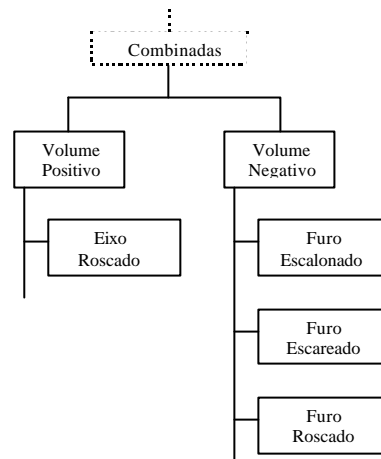 Combinadas
Volume
Positivo
Volume
Negativo
Eixo
Roscado
Furo
Escalonado
Furo
Escareado
Furo
Roscado